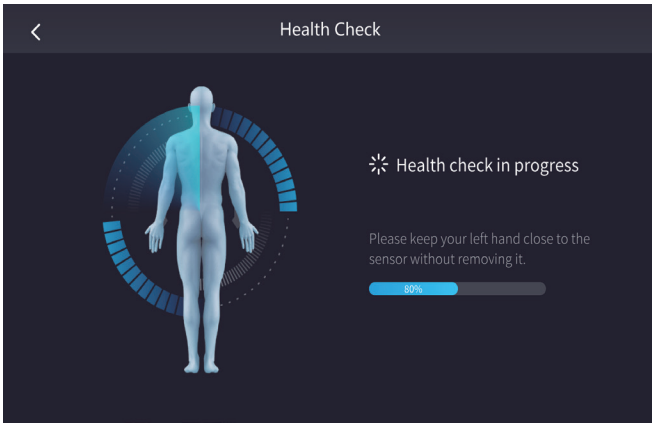 Health Check
Health check in progress
Please keep your left hand close to the
sensor without removing it.
80%